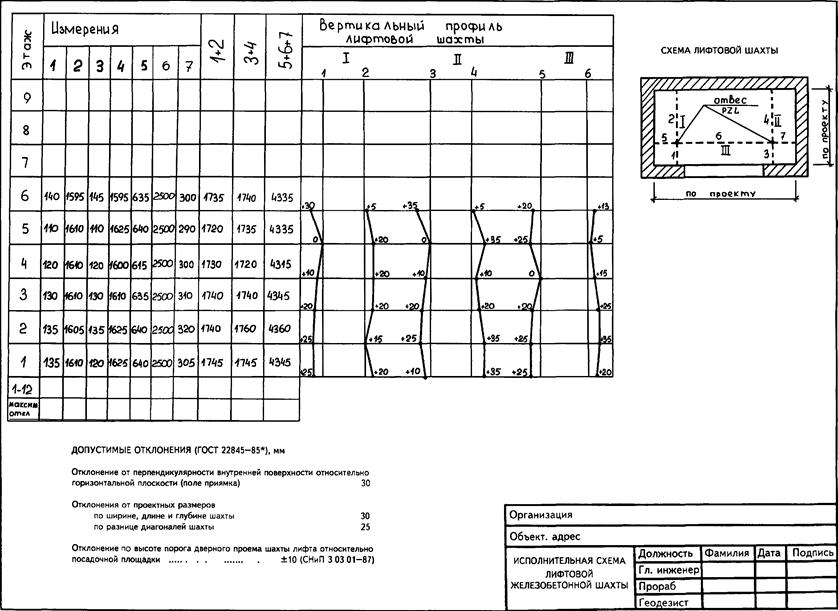 Этаж Измерения 1+2 3+4 5+6+7 Вертикальный профиль лифтовой шахты
1 2 3 4 5 6 7 I II III
1 2 3 4 5 6
9
8
7
6 140 1595 145 1595 635 2500 300 1735 1740 4335 +30 +5 +35 +5 +20 +13
5 110 1610 110 1625 640 2500 290 1720 1735 4335 0 +20 0 +35 +25 +5
4 120 1610 120 1600 615 2500 300 1730 1720 4315 +10 +20 +10 +10 0 +15
3 130 1610 130 1610 635 2500 310 1740 1740 4345 +20 +20 +20 +20 +20 +25
2 135 1605 135 1625 640 2500 320 1740 1760 4360 +25 +15 +25 +35 +25 +35
1 135 1610 120 1625 640 2500 305 1745 1745 4345 +25 +20 +10 +35 +25 +20
1-12
максим откл
СХЕМА ЛИФТОВОЙ ШАХТЫ
отвес
PZL
2 I 4 II
5 6 7
1 III 3
по проекту
по проекту
ДОПУСТИМЫЕ ОТКЛОНЕНИЯ (ГОСТ 22845—85*), мм
Отклонение от перпендикулярности внутренней поверхности относительно
горизонтальной плоскости (поле приямка) 30
Отклонения от проектных размеров
по ширине, длине и глубине шахты 30
по разнице диагоналей шахты 25
Отклонение по высоте порога дверного проема шахты лифта относительно
посадочной площадки ..... . . ....... . ±10 (СНиП 3 03 01—87)
Организация
Объект. адрес
ИСПОЛНИТЕЛЬНАЯ СХЕМА
ЛИФТОВОЙ
ЖЕЛЕЗОБЕТОННОЙ ШАХТЫ
Должность Фамилия Дата Подпись
Гл. инженер
Прораб
Геодезист